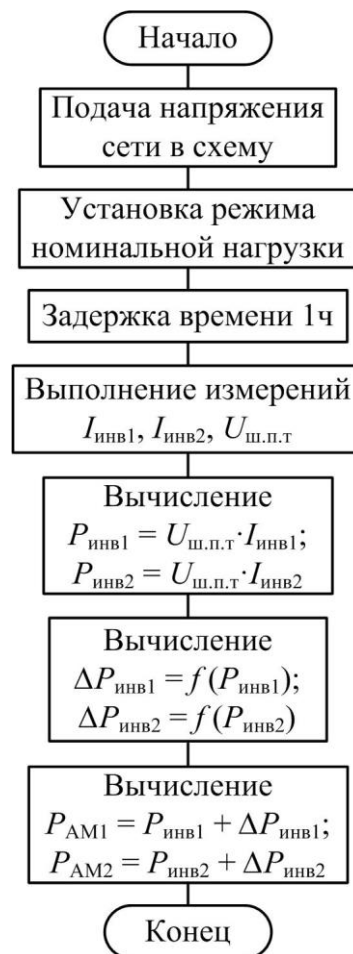 Начало
Подача напряжения
сети в схему
Установка режима
номинальной нагрузки
Задержка времени 1ч
Выполнение измерений
Iинв1, Iинв2, Uш.п.т
Вычисление
Pинв1 = Uш.п.т·Iинв1;
Pинв2 = Uш.п.т·Iинв2
Вычисление
ΔPинв1 = f(Pинв1);
ΔPинв2 = f(Pинв2)
Вычисление
PАМ1 = Pинв1 + ΔPинв1;
PАМ2 = Pинв2 + ΔPинв2
Конец